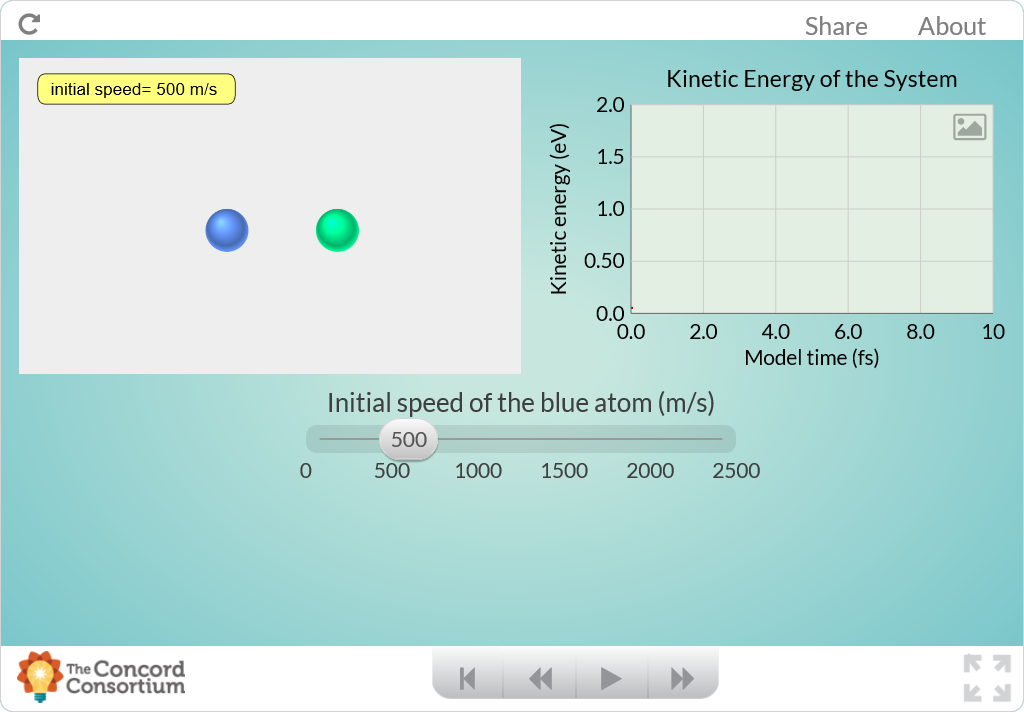 Share About
initial speed= 500 m/s
Kinetic Energy of the System
Kinetic energy (eV)
2.0
1.5
1.0
0.50
0.0
0.0 2.0 4.0 6.0 8.0 10
Model time (fs)
Initial speed of the blue atom (m/s)
500
0 500 1000 1500 2000 2500
The Concord
Consortium